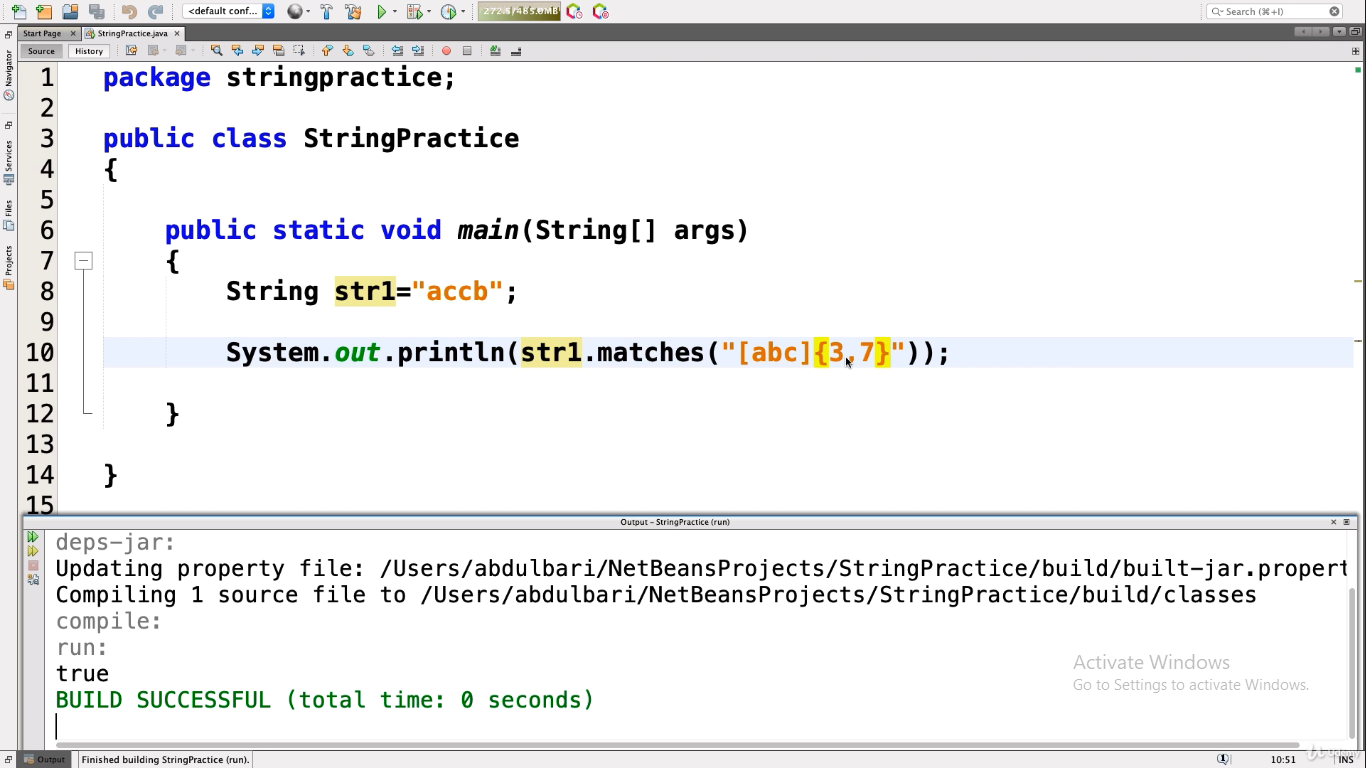 <default conf...
272.5/485.0MB
Search (⌘+I)
Start Page
StringPractice.java
Source
History
Navigator
Services
Files
Projects
1 package stringpractice;
2
3 public class StringPractice
4 {
5
6 public static void main(String[] args)
7 {
8 String str1="accb";
9
10 System.out.println(str1.matches("[abc]{3,7}"));
11
12 }
13
14 }
15
Output - StringPractice (run)
deps-jar:
Updating property file: /Users/abdulbari/NetBeansProjects/StringPractice/build/built-jar.propert
Compiling 1 source file to /Users/abdulbari/NetBeansProjects/StringPractice/build/classes
compile:
run:
true
BUILD SUCCESSFUL (total time: 0 seconds)
Activate Windows
Go to Settings to activate Windows.
Output
Finished building StringPractice (run).
10:51
INS